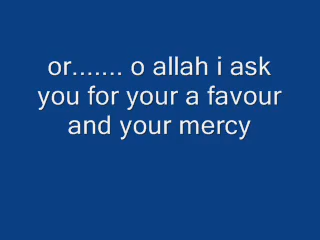 or....... o allah i ask
you for your a favour
and your mercy